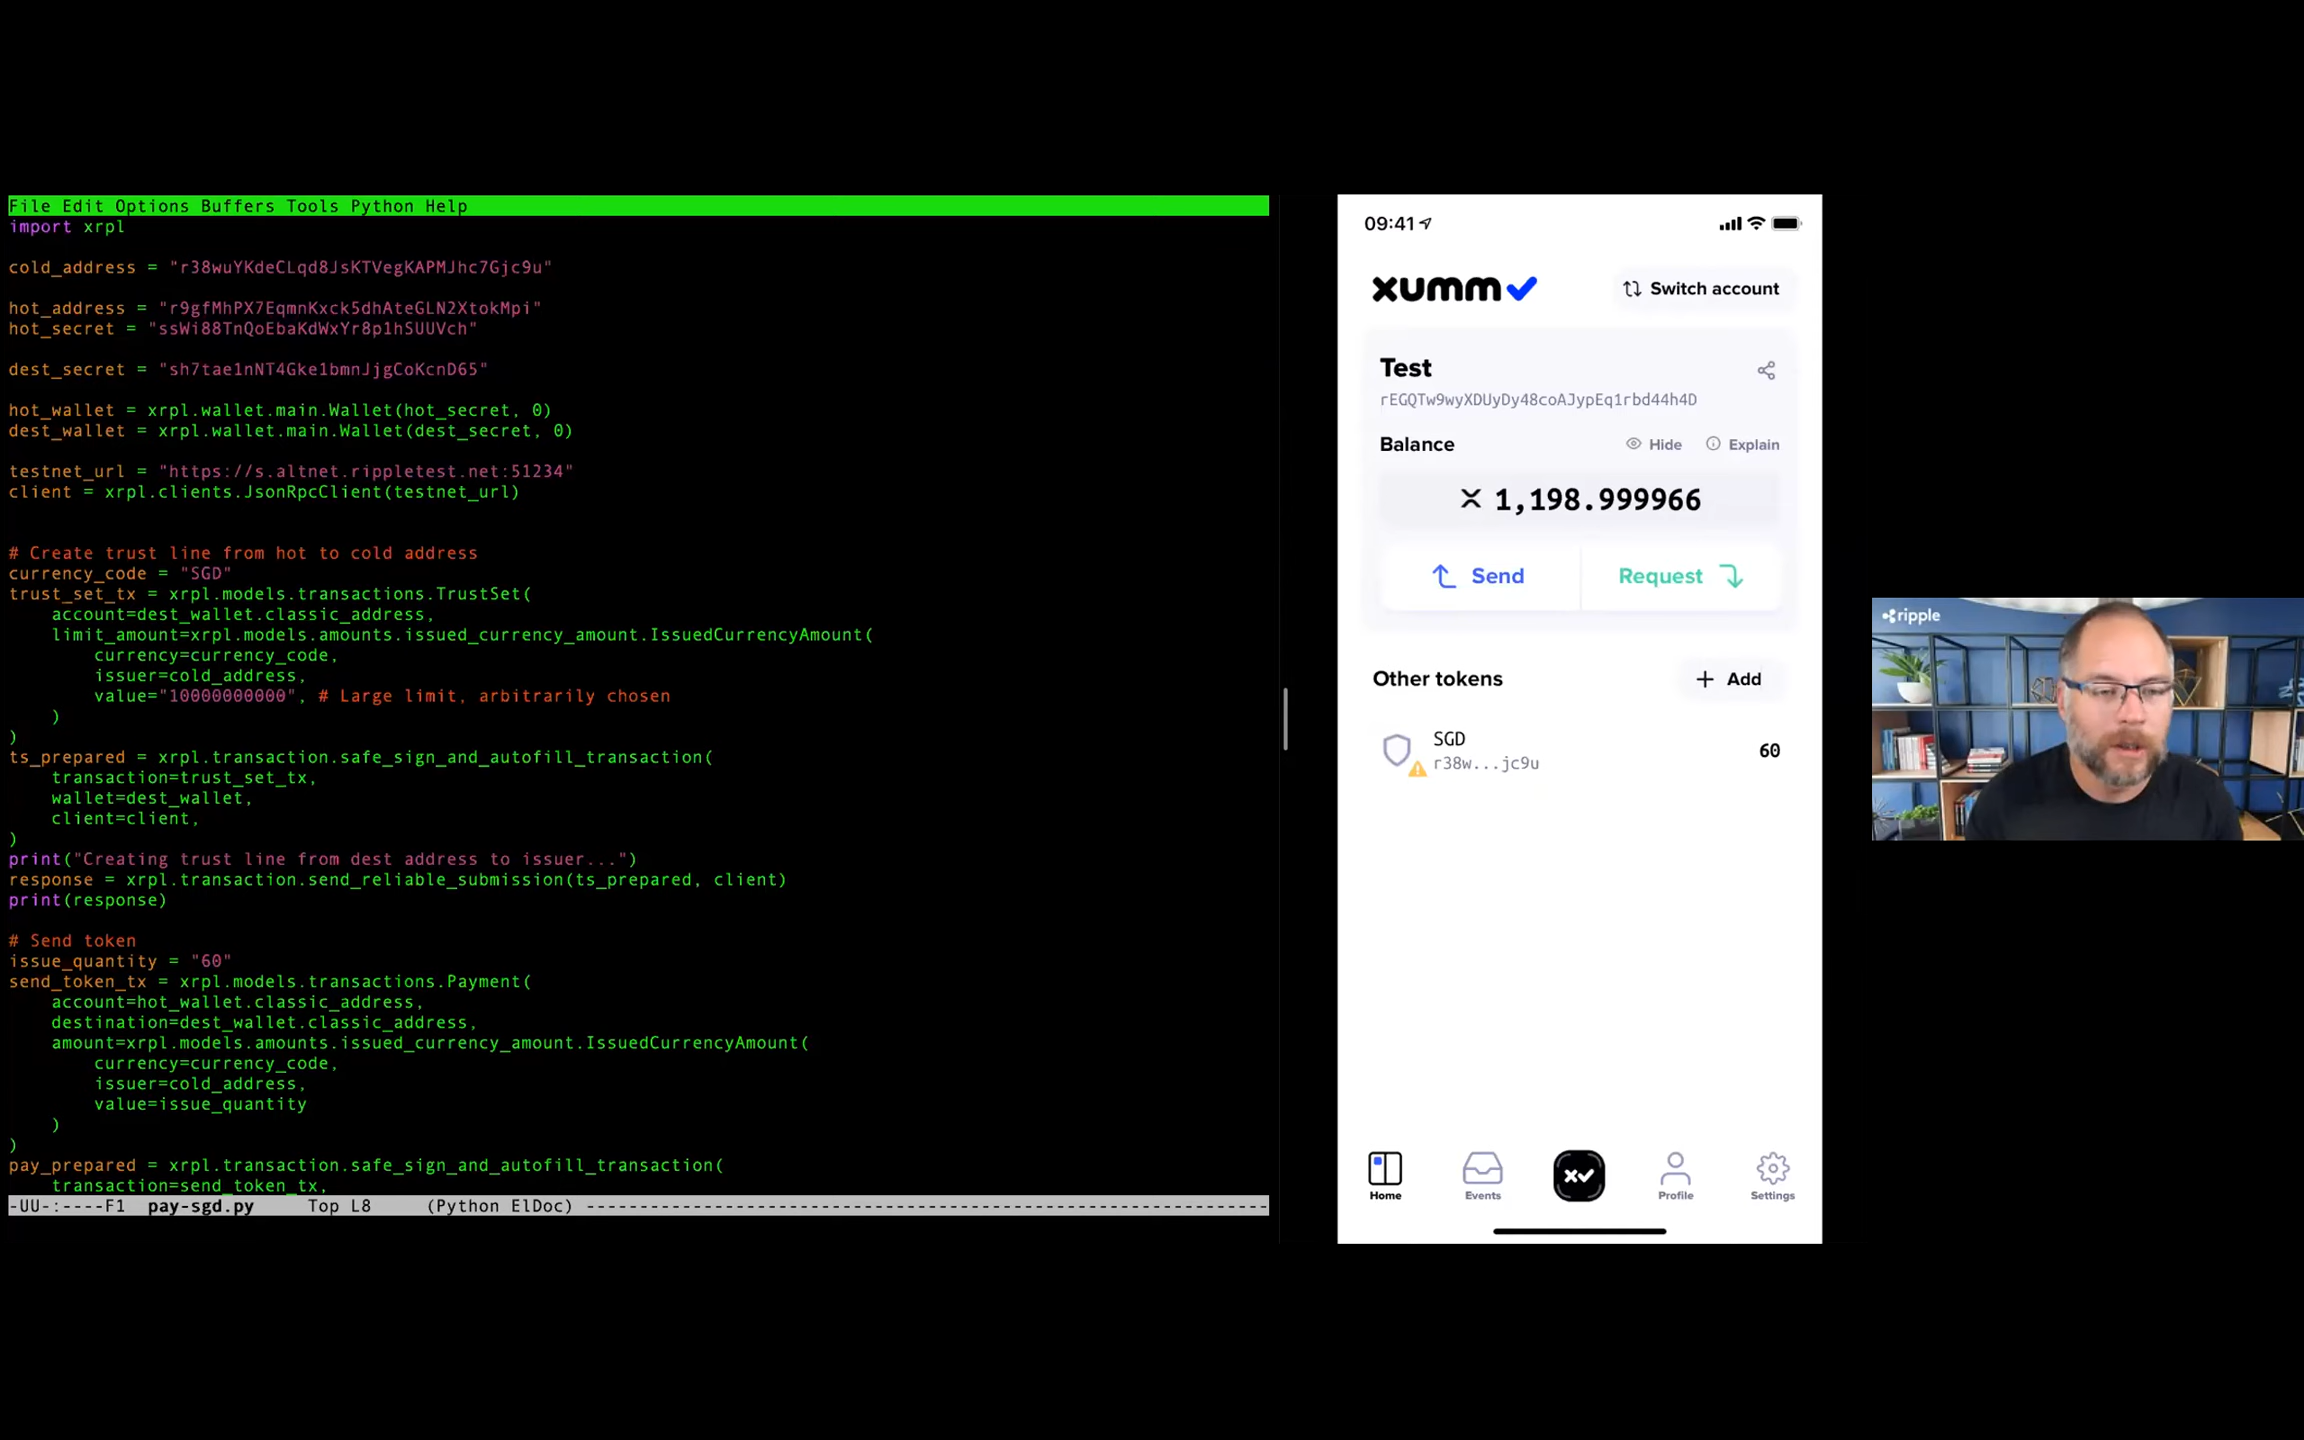 File Edit Options Buffers Tools Python Help
import xrpl
cold_address = "r38wuYKdeCLqd8JsKTVegKAPMJhc7Gjc9u"
hot_address = "r9gfMhPX7EqmnKxck5dhAteGLN2XtokMpi"
hot_secret = "ssWi88TnQoEbaKdWxYr8p1hSUUVch"
dest_secret = "sh7tae1nNT4Gke1bmnJjgCoKcnD65"
hot_wallet = xrpl.wallet.main.Wallet(hot_secret, 0)
dest_wallet = xrpl.wallet.main.Wallet(dest_secret, 0)
testnet_url = "https://s.altnet.rippletest.net:51234"
client = xrpl.clients.JsonRpcClient(testnet_url)
# Create trust line from hot to cold address
currency_code = "SGD"
trust_set_tx = xrpl.models.transactions.TrustSet(
    account=dest_wallet.classic_address,
    limit_amount=xrpl.models.amounts.issued_currency_amount.IssuedCurrencyAmount(
        currency=currency_code,
        issuer=cold_address,
        value="10000000000", # Large limit, arbitrarily chosen
    )
)
ts_prepared = xrpl.transaction.safe_sign_and_autofill_transaction(
    transaction=trust_set_tx,
    wallet=dest_wallet,
    client=client,
)
print("Creating trust line from dest address to issuer...")
response = xrpl.transaction.send_reliable_submission(ts_prepared, client)
print(response)
# Send token
issue_quantity = "60"
send_token_tx = xrpl.models.transactions.Payment(
    account=hot_wallet.classic_address,
    destination=dest_wallet.classic_address,
    amount=xrpl.models.amounts.issued_currency_amount.IssuedCurrencyAmount(
        currency=currency_code,
        issuer=cold_address,
        value=issue_quantity
    )
)
pay_prepared = xrpl.transaction.safe_sign_and_autofill_transaction(
    transaction=send_token_tx,
-UU-:----F1  pay-sgd.py     Top L8     (Python ElDoc) ----------------------------------------------------------------
09:41
xumm
Switch account
Test
rEGQTw9wyXDUyDy48coAJypEq1rbd44h4D
Balance Hide Explain
X 1,198.999966
Send Request
Other tokens + Add
SGD 60
r38w...jc9u
Home Events Profile Settings
ripple